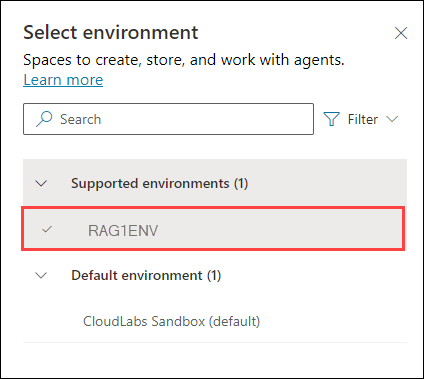 Select environment
Spaces to create, store, and work with agents.
Learn more
Search
Filter
Supported environments (1)
RAG1ENV
Default environment (1)
CloudLabs Sandbox (default)